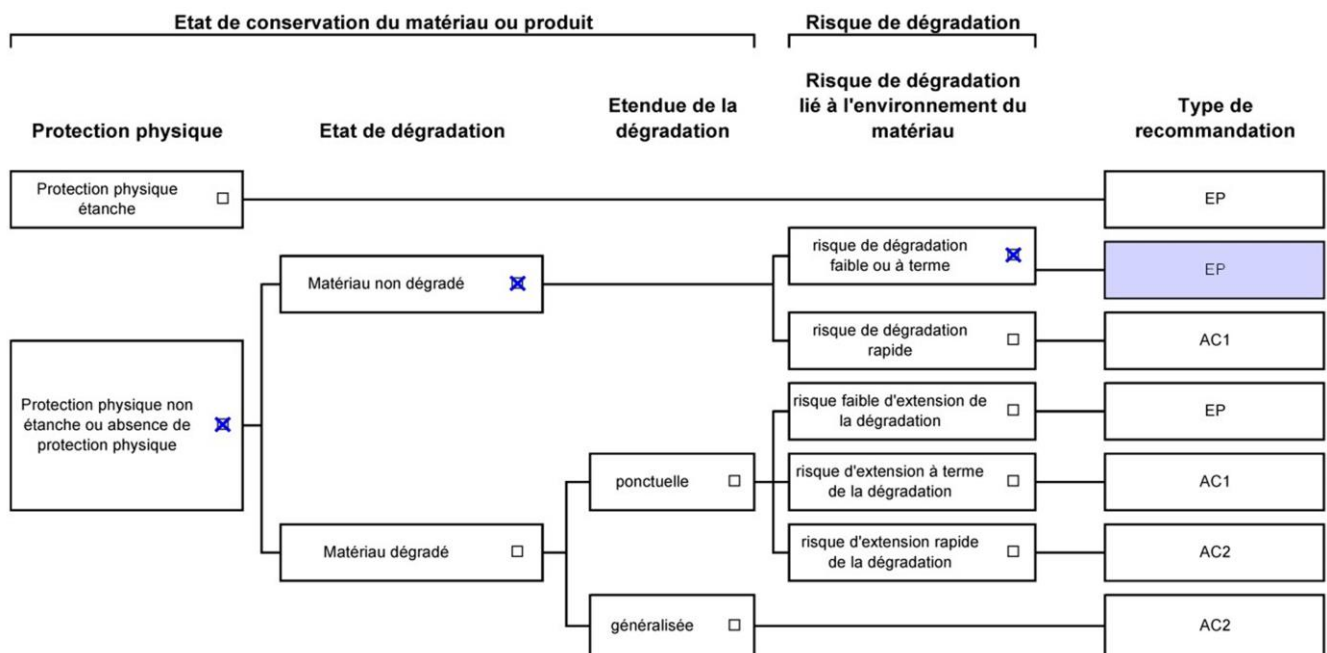 Etat de conservation du matériau ou produit
Risque de dégradation
Protection physique
Etat de dégradation
Etendue de la
dégradation
Risque de dégradation
lié à l'environnement du
matériau
Type de
recommandation
Protection physique
étanche
EP
risque de dégradation
faible ou à terme
EP
Matériau non dégradé
risque de dégradation
rapide
AC1
Protection physique non
étanche ou absence de
protection physique
risque faible d'extension de
la dégradation
EP
ponctuelle
risque d'extension à terme
de la dégradation
AC1
Matériau dégradé
risque d'extension rapide
de la dégradation
AC2
généralisée
AC2